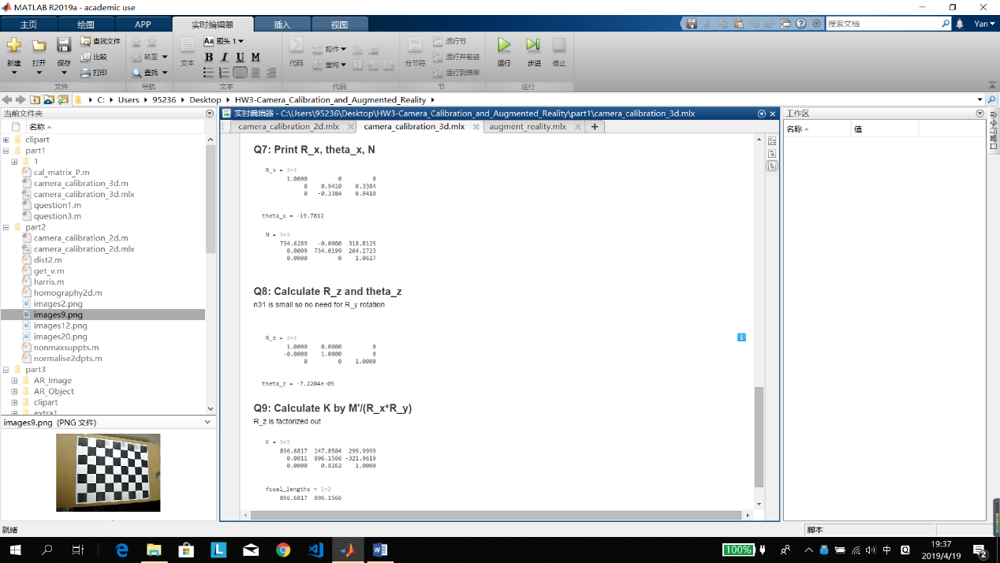 MATLAB R2019a - academic use
主页 绘图 APP 实时编辑器 插入 视图 搜索文档 Yan
新建 打开 保存 查找文件 比较 打印 转至 查找 文本 Aa 图头 1 B I U M 代码 控件 重构 分节符 运行节 运行并前进 运行到结束 运行 步进 停止
文件 导航 文本 代码 节 运行
C: Users 95236 Desktop HW3-Camera_Calibration_and_Augmented_Reality
当前文件夹
名称
clipart
part1
1
cal_matrix_P.m
camera_calibration_3d.m
camera_calibration_3d.mlx
question1.m
question3.m
part2
camera_calibration_2d.m
camera_calibration_2d.mlx
dist2.m
get_v.m
harris.m
homography2d.m
images2.png
images9.png
images12.png
images20.png
nonmaxsuppts.m
normalise2dpts.m
part3
AR_Image
AR_Object
clipart
extra1
images9.png (PNG 文件)
实时编辑器 - C:\Users\95236\Desktop\HW3-Camera_Calibration_and_Augmented_Reality\part1\camera_calibration_3d.mlx
camera_calibration_2d.mlx camera_calibration_3d.mlx augment_reality.mlx
Q7: Print R_x, theta_x, N
R_x = 3×3
1.0000 0 0
0 0.9410 0.3384
0 -0.3384 0.9410
theta_x = -19.7812
N = 3×3
734.6289 -0.0000 318.8125
0.0009 734.0199 264.2723
0.0000 0 1.0627
Q8: Calculate R_z and theta_z
n31 is small so no need for R_y rotation
R_z = 3×3
1.0000 0.0000 0
-0.0000 1.0000 0
0 0 1.0000
theta_z = -7.2204e-05
Q9: Calculate K by M'/(R_x*R_y)
R_z is factorized out
K = 3×3
896.6817 247.8504 299.9999
0.0011 896.1566 -321.9619
0.0000 0.8262 1.0000
fcoal_lengths = 1×2
896.6817 896.1566
工作区
名称 值
命令行窗口
就绪
脚本
100%
中
19:37
2019/4/19
2